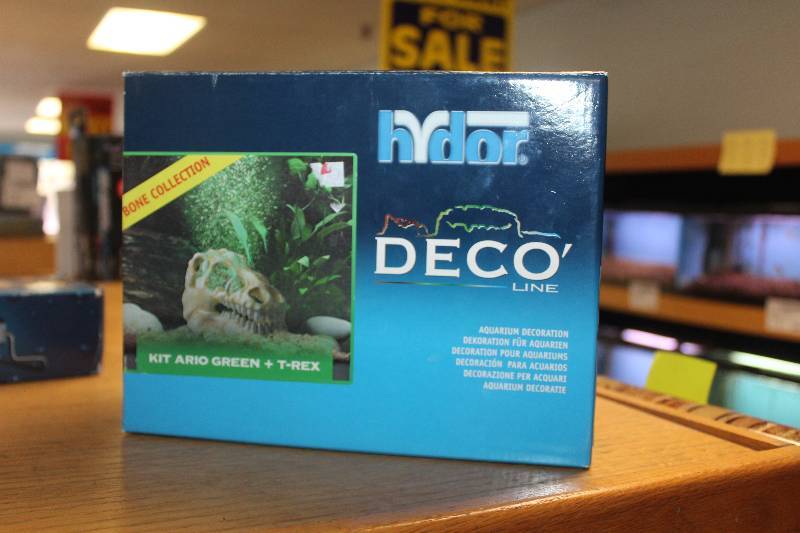 FOR
SALE
hydor
BONE COLLECTION
DECO'
LINE
AQUARIUM DECORATION
DEKORATION FÜR AQUARIEN
DECORATION POUR AQUARIUMS
DECORACIÓN PARA ACUARIOS
DECORAZIONE PER ACQUARI
AQUARIUM DECORATIE
KIT ARIO GREEN + T-REX